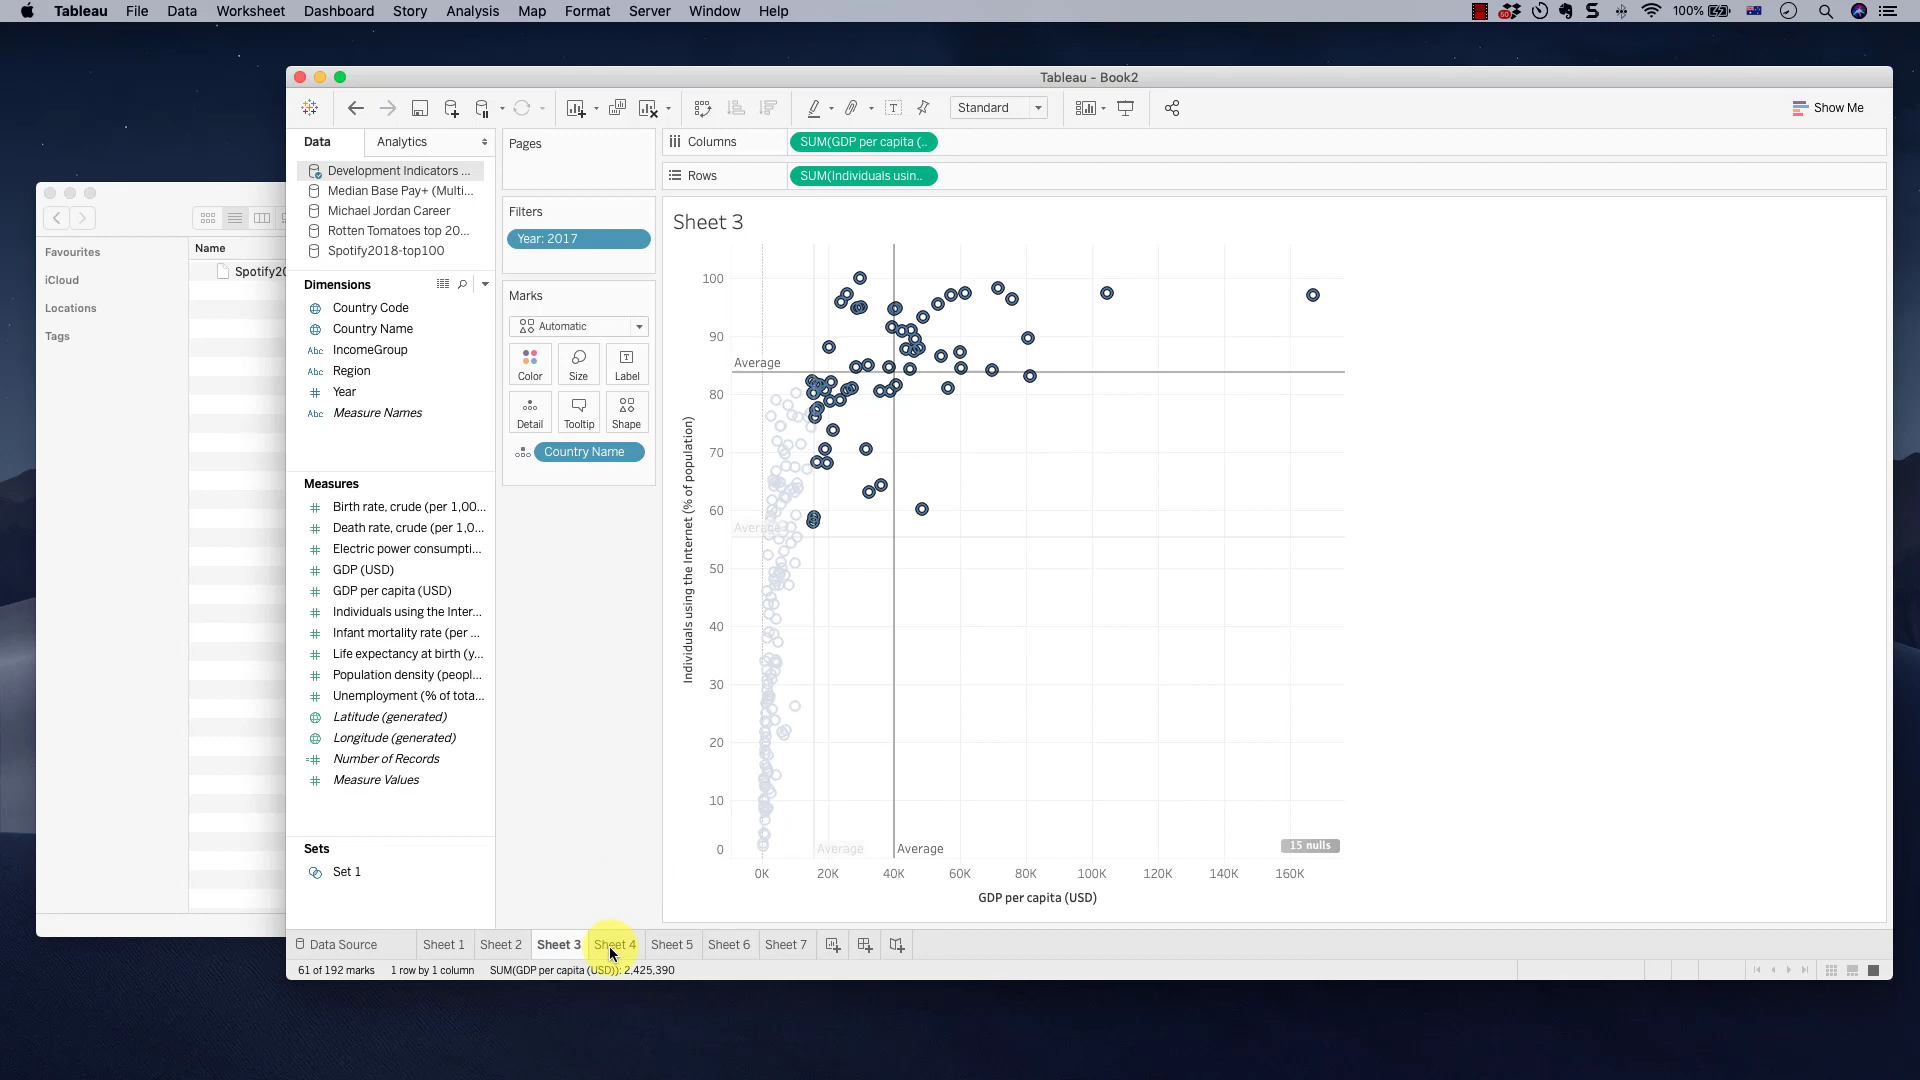 Tableau File Data Worksheet Dashboard Story Analysis Map Format Server Window Help
50 100%
Tableau - Book2
Standard
Show Me
Data
Analytics
Development Indicators ...
Median Base Pay+ (Multi...
Michael Jordan Career
Rotten Tomatoes top 20...
Spotify2018-top100
Dimensions
Country Code
Country Name
Abc IncomeGroup
Abc Region
Year
Abc Measure Names
Measures
Birth rate, crude (per 1,00...
Death rate, crude (per 1,0...
Electric power consumpti...
GDP (USD)
GDP per capita (USD)
Individuals using the Inter...
Infant mortality rate (per ...
Life expectancy at birth (y...
Population density (peopl...
Unemployment (% of tota...
Latitude (generated)
Longitude (generated)
Number of Records
Measure Values
Sets
Set 1
Pages
Filters
Year: 2017
Marks
Automatic
Color
Size
Label
Detail
Tooltip
Shape
Country Name
Columns
SUM(GDP per capita (..
Rows
SUM(Individuals usin..
Sheet 3
Individuals using the Internet (% of population)
100
90
80
70
60
50
40
30
20
10
0
Average
Average
Average
Average
15 nulls
0K 20K 40K 60K 80K 100K 120K 140K 160K
GDP per capita (USD)
Favourites
iCloud
Locations
Tags
Name
Spotify20
Data Source Sheet 1 Sheet 2 Sheet 3 Sheet 4 Sheet 5 Sheet 6 Sheet 7
61 of 192 marks 1 row by 1 column SUM(GDP per capita (USD)): 2,425,390